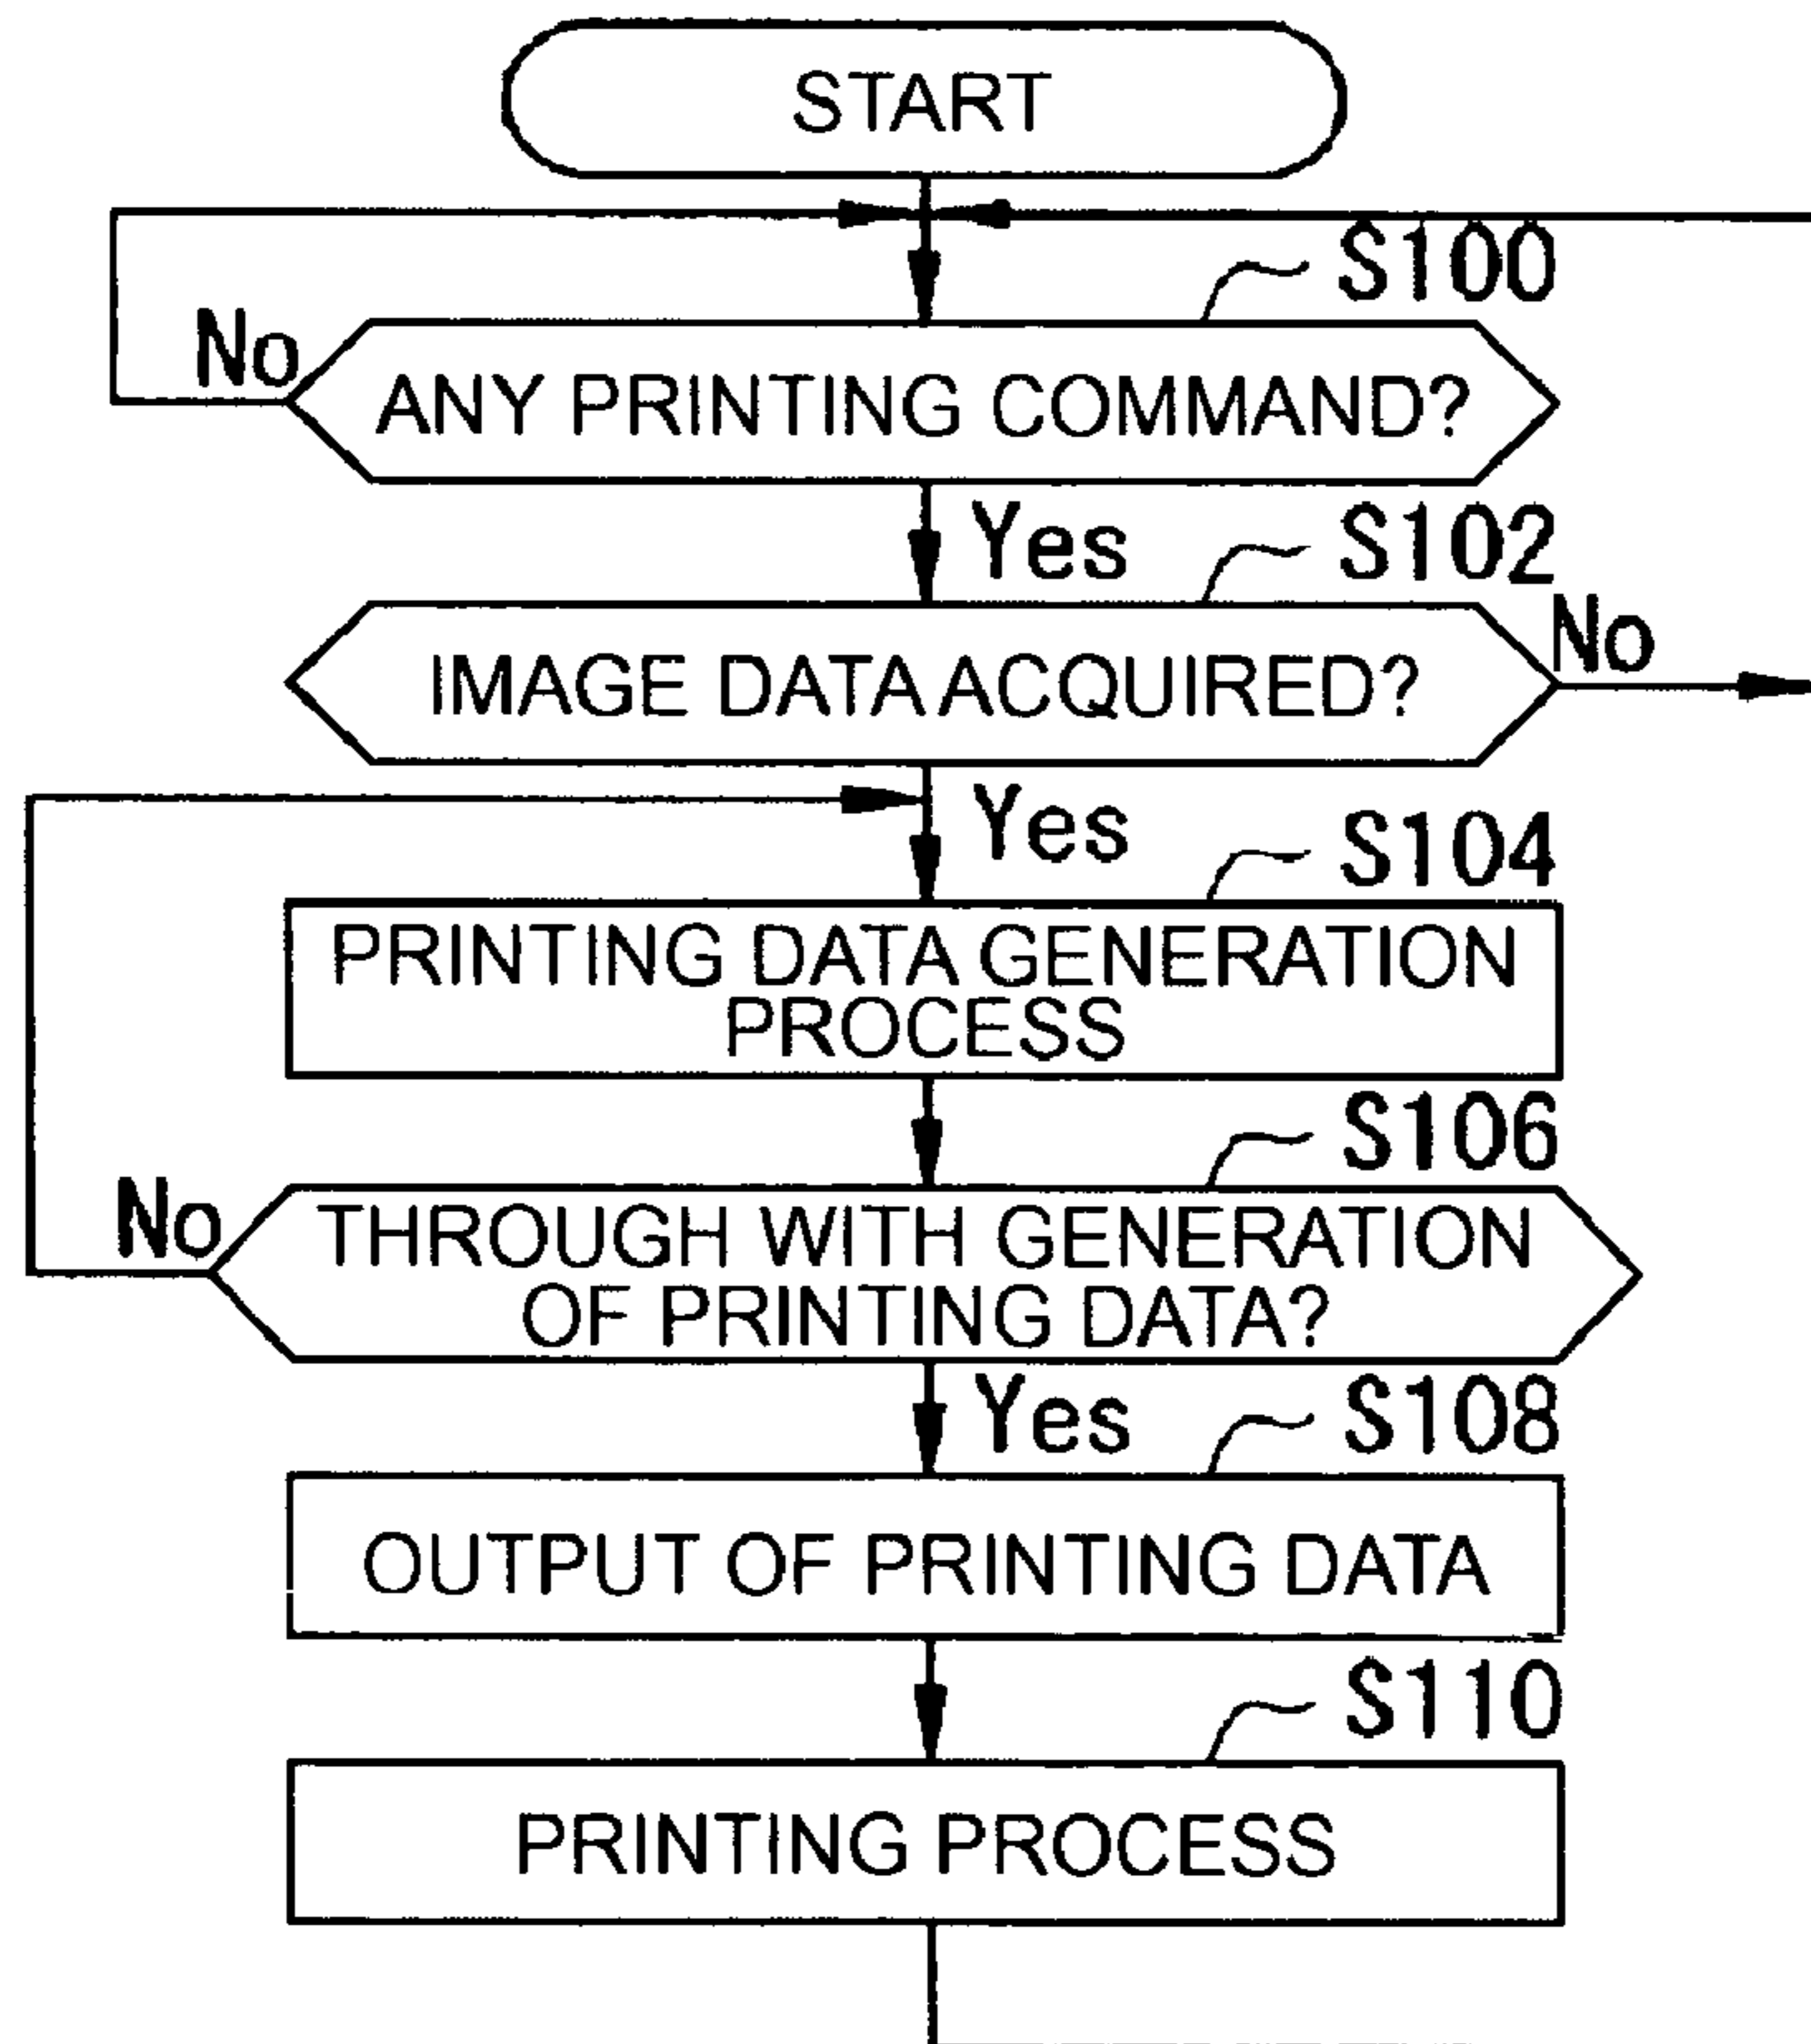 START
S100
No
ANY PRINTING COMMAND?
Yes
S102
No
IMAGE DATA ACQUIRED?
Yes
S104
PRINTING DATA GENERATION
PROCESS
S106
No
THROUGH WITH GENERATION
OF PRINTING DATA?
Yes
S108
OUTPUT OF PRINTING DATA
S110
PRINTING PROCESS